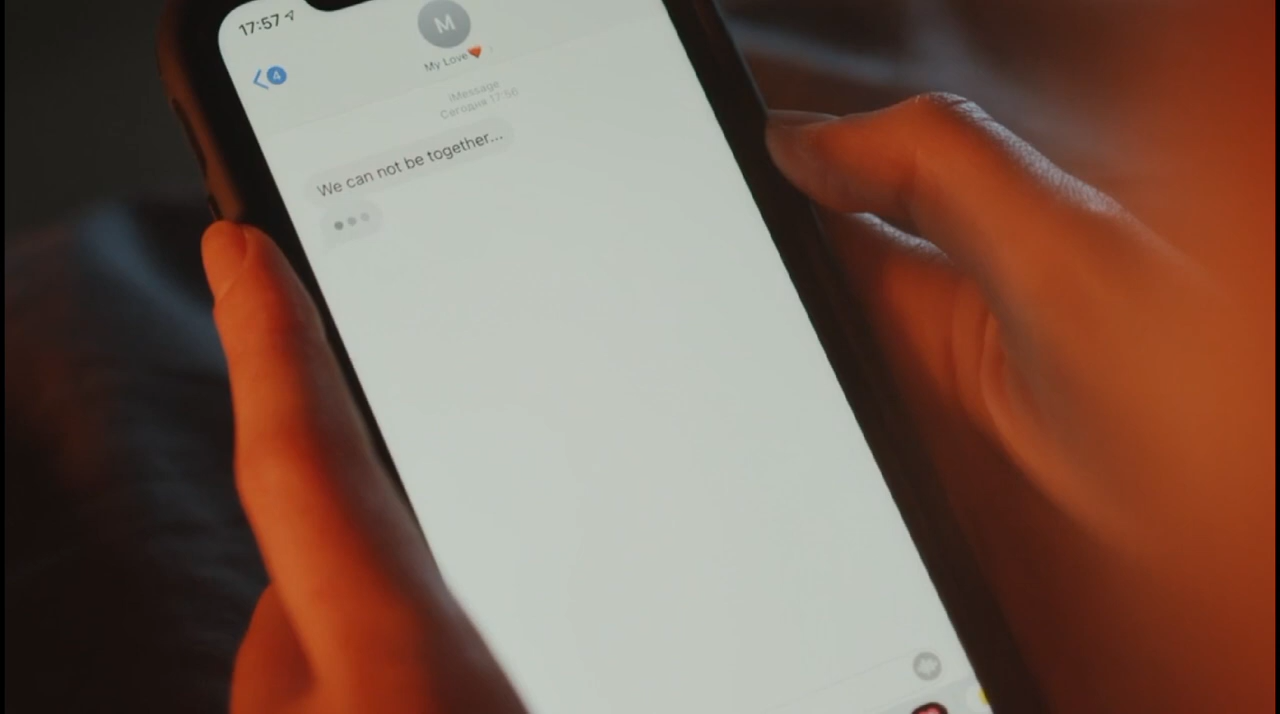 17:57
M
4
My Love❤️
iMessage
Сегодня 17:56
We can not be together...